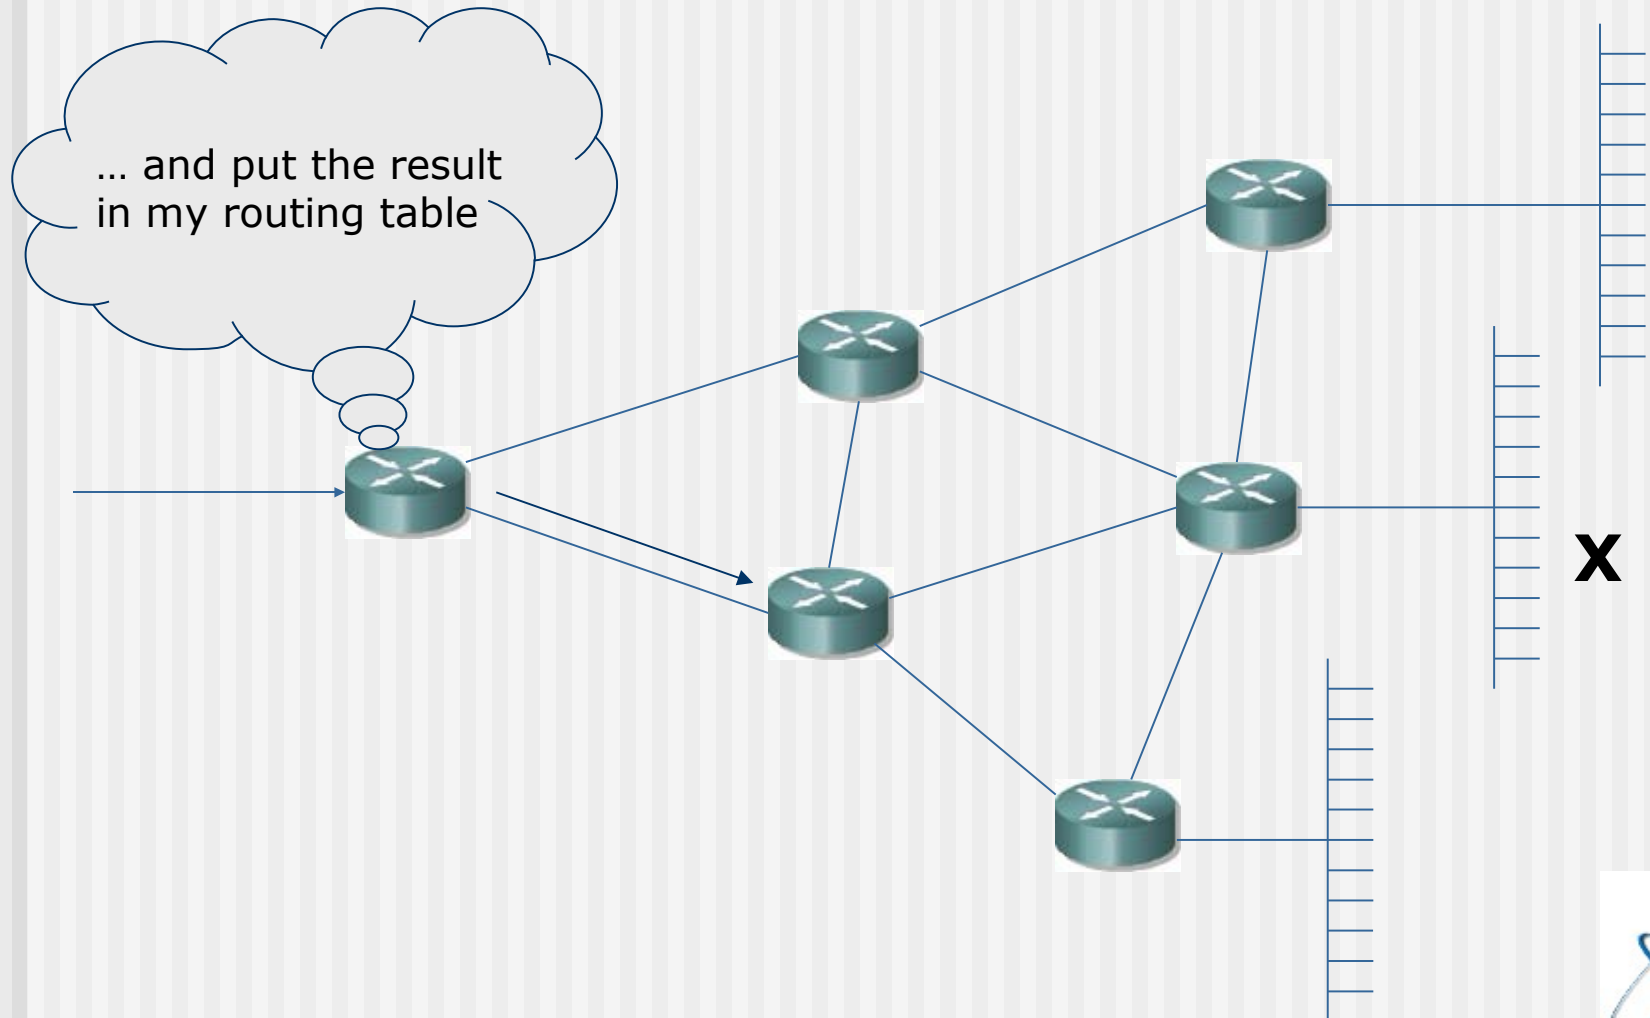 … and put the result
in my routing table
X